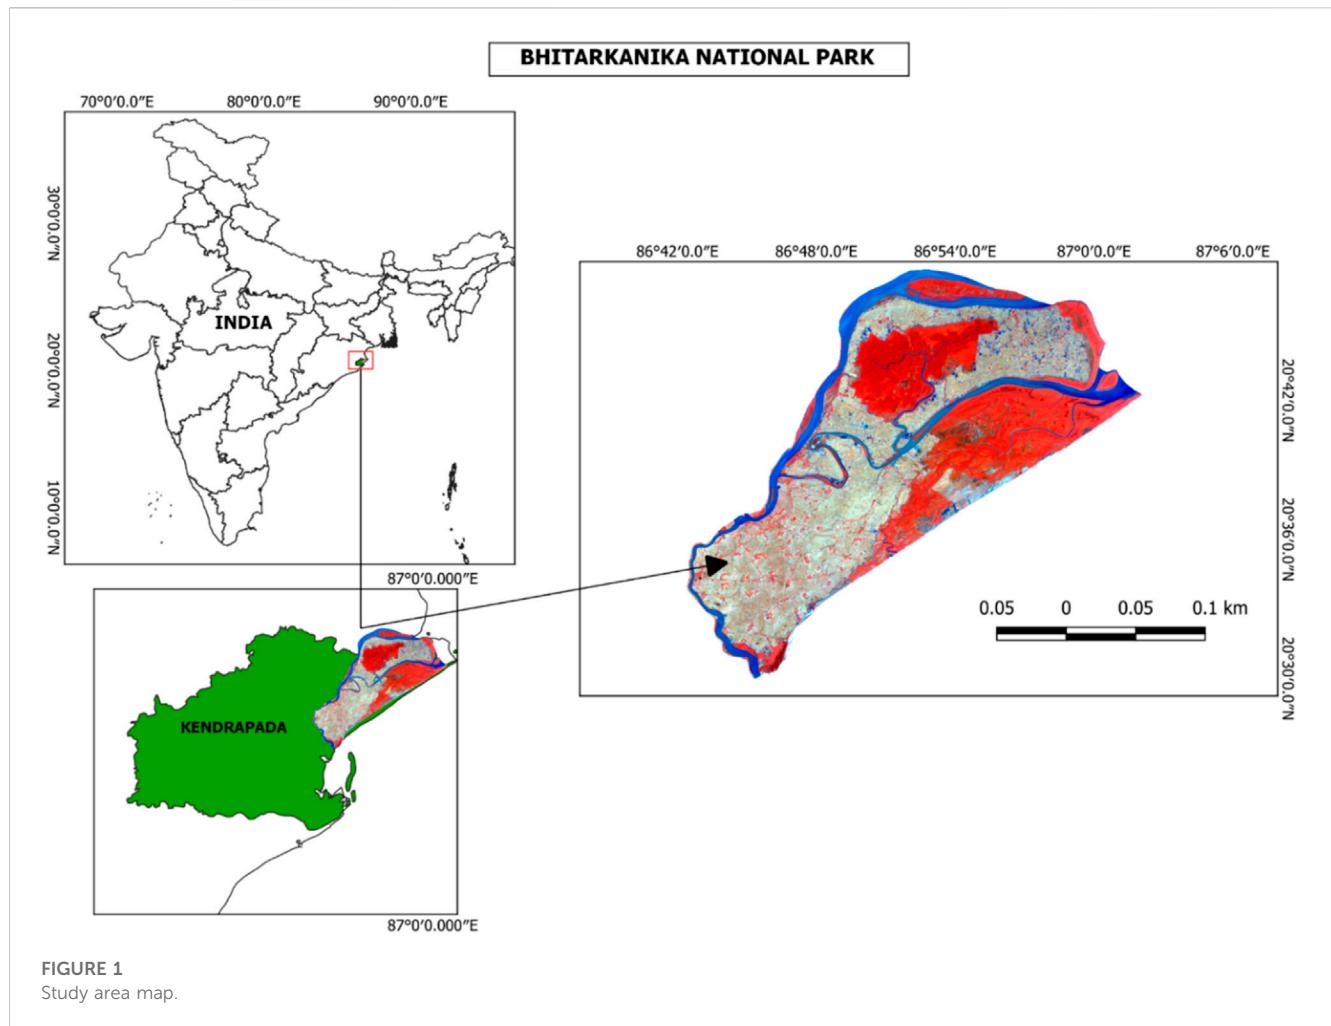 BHITARKANIKA NATIONAL PARK
70°0'0.0"E 80°0'0.0"E 90°0'0.0"E
30°0'0.0"N
20°0'0.0"N
10°0'0.0"N
INDIA
86°42'0.0"E 86°48'0.0"E 86°54'0.0"E 87°0'0.0"E 87°6'0.0"E
20°42'0.0"N
20°36'0.0"N
20°30'0.0"N
0.05 0 0.05 0.1 km
87°0'0.000"E
KENDRAPADA
87°0'0.000"E
FIGURE 1
Study area map.